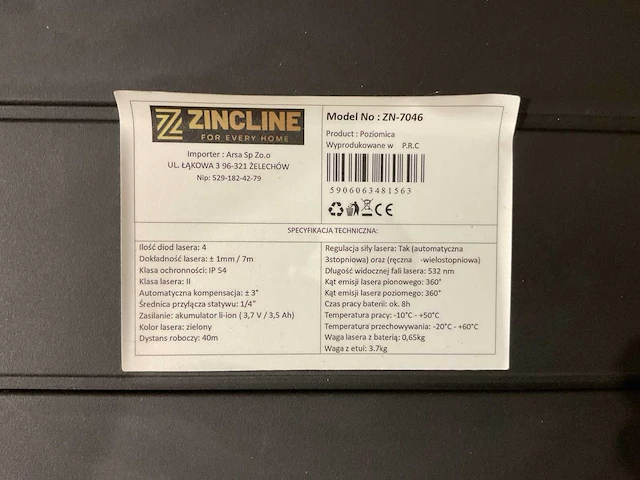 ZINCLINE
FOR EVERY HOME
Importer : Arsa Sp Zo.o
UL. ŁĄKOWA 3 96-321 ŻELECHÓW
Nip: 529-182-42-79
Model No : ZN-7046
Product : Poziomica
Wyprodukowane w P.R.C
5906063481563
CE
SPECYFIKACJA TECHNICZNA:
Ilość diod lasera: 4
Dokładność lasera: ± 1mm / 7m
Klasa ochronności: IP 54
Klasa lasera: II
Automatyczna kompensacja: ± 3°
Średnica przyłącza statywu: 1/4"
Zasilanie: akumulator li-ion ( 3,7 V / 3,5 Ah)
Kolor lasera: zielony
Dystans roboczy: 40m
Regulacja siły lasera: Tak (automatyczna
3stopniowa) oraz (ręczna -wielostopniowa)
Długość widocznej fali lasera: 532 nm
Kąt emisji lasera pionowego: 360°
Kąt emisji lasera poziomego: 360°
Czas pracy baterii: ok. 8h
Temperatura pracy: -10°C - +50°C
Temperatura przechowywania: -20°C - +60°C
Waga lasera z baterią: 0,65kg
Waga z etui: 3.7kg